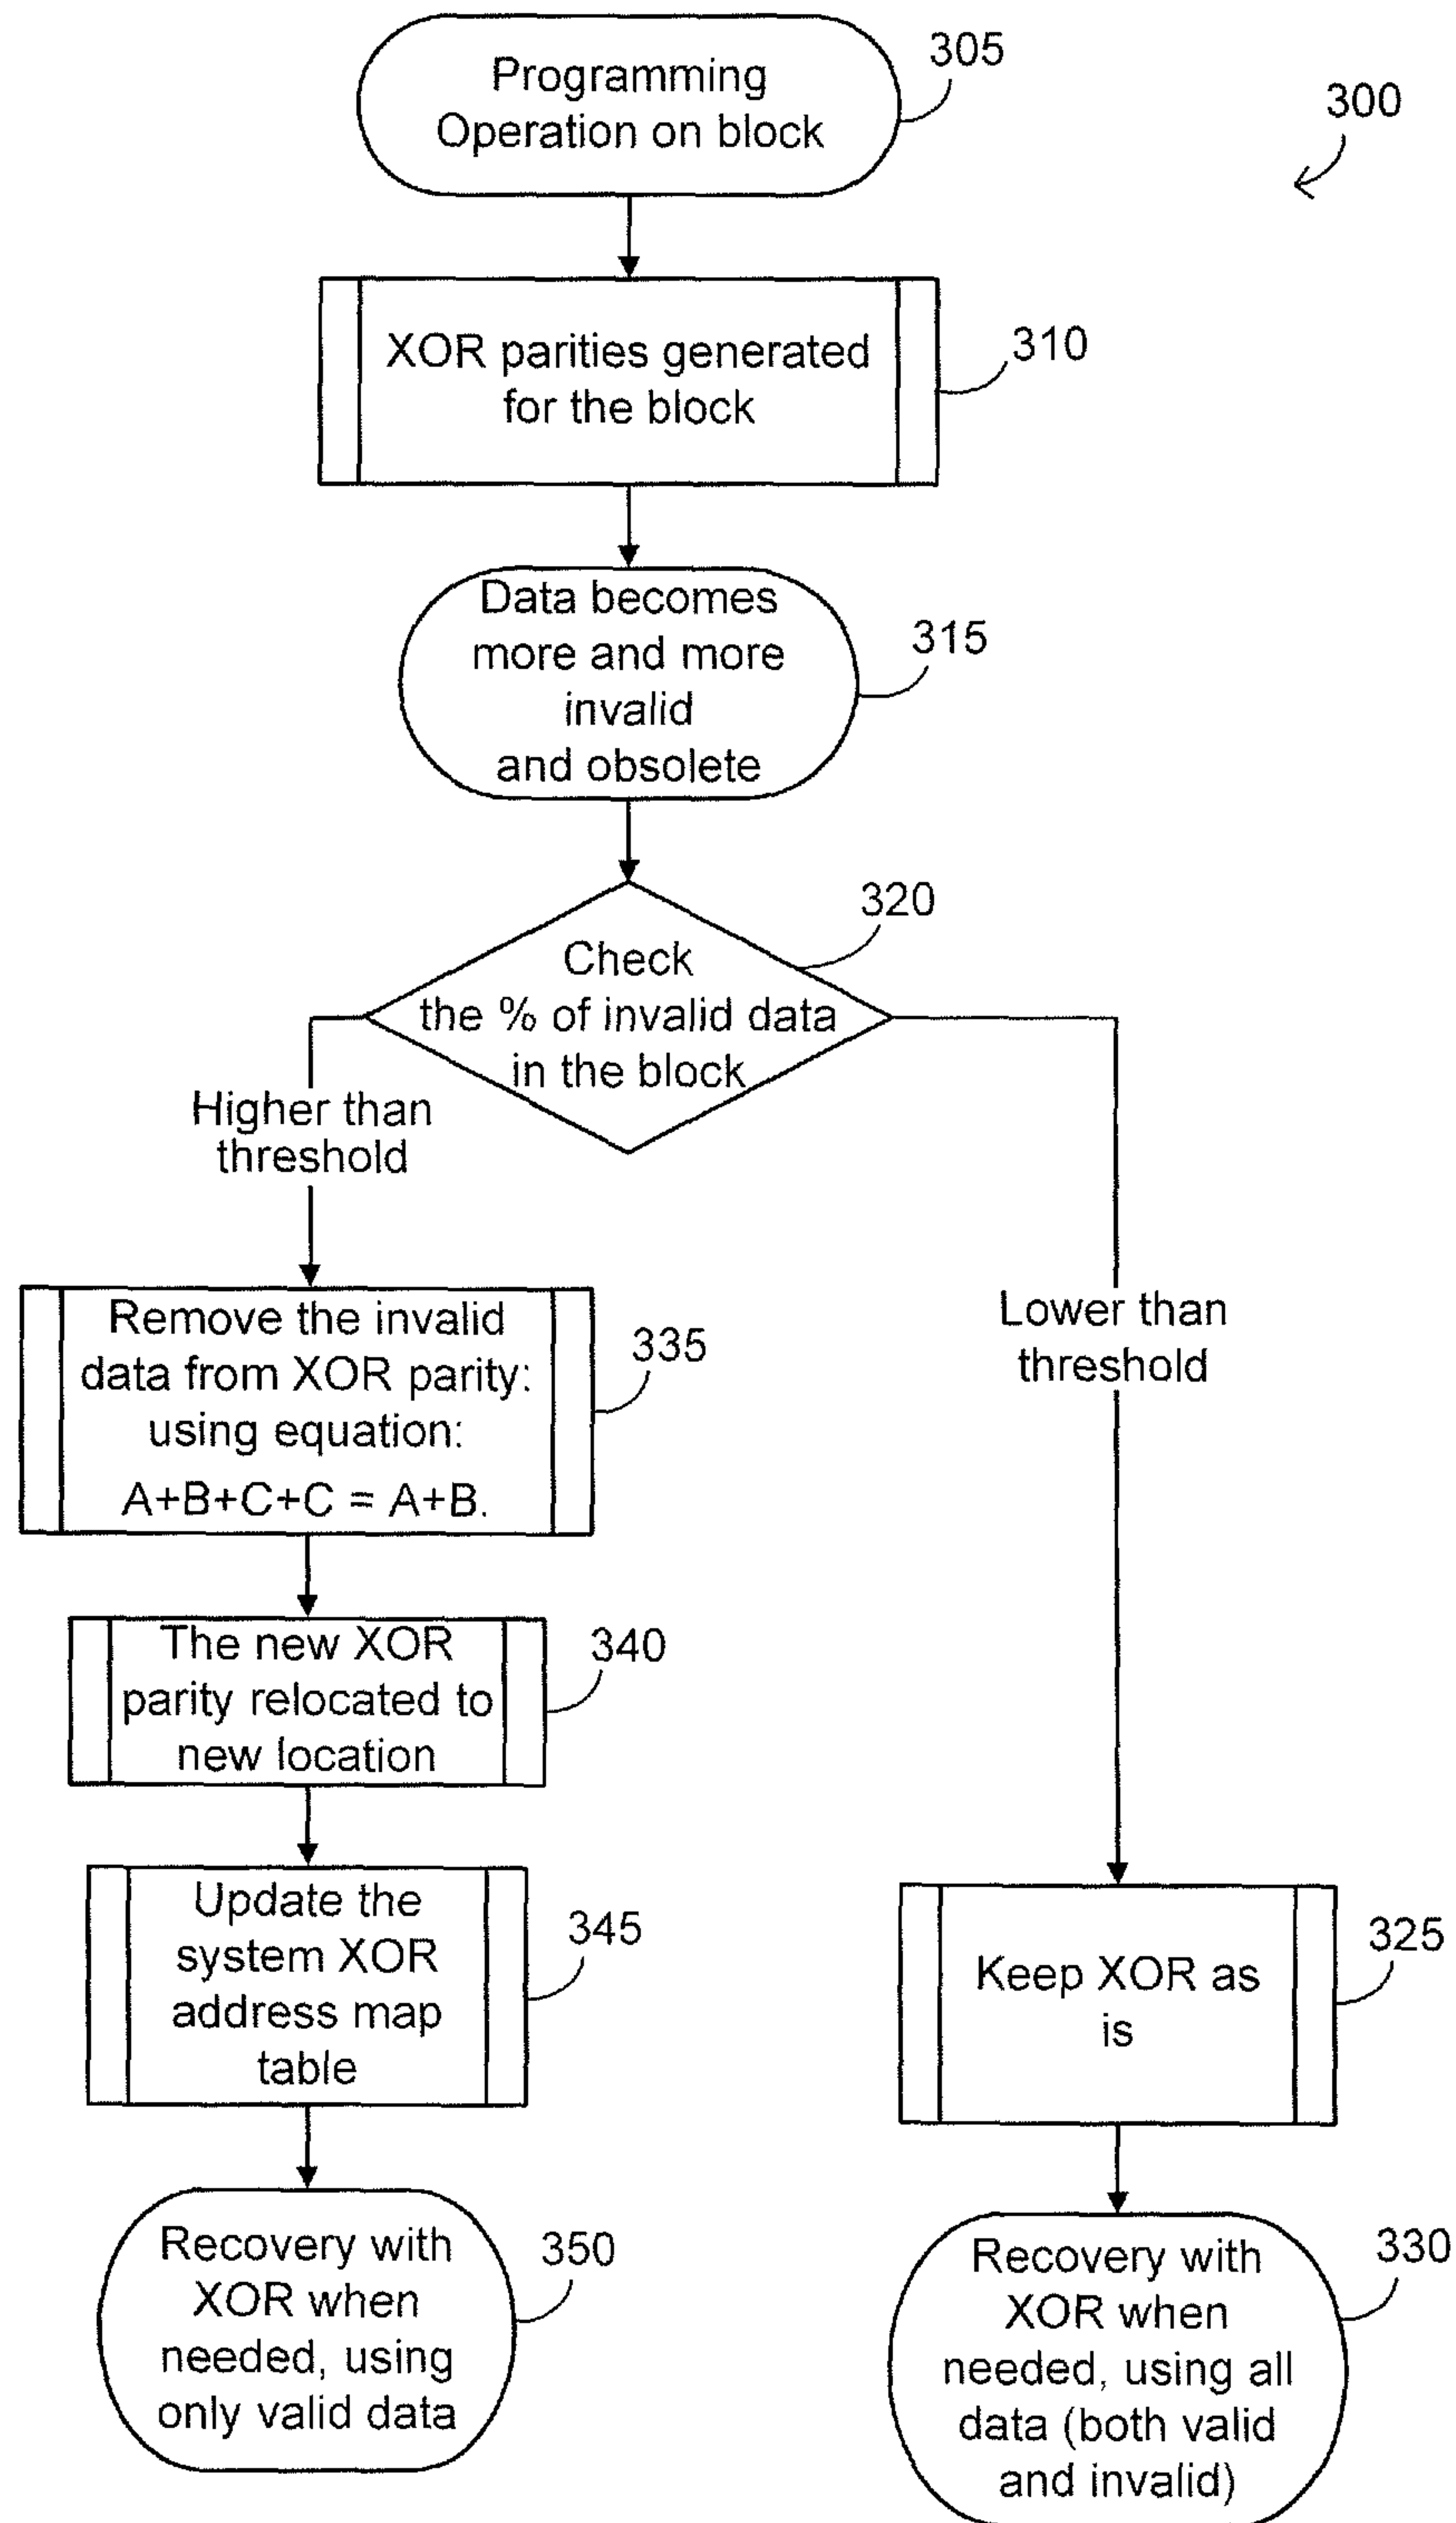 Programming
Operation on block
305
300
XOR parities generated
for the block
310
Data becomes
more and more
invalid
and obsolete
315
320
Check
the % of invalid data
in the block
Higher than
threshold
Lower than
threshold
Remove the invalid
data from XOR parity:
using equation:
A+B+C+C = A+B.
335
The new XOR
parity relocated to
new location
340
Update the
system XOR
address map
table
345
Keep XOR as
is
325
Recovery with
XOR when
needed, using
only valid data
350
Recovery with
XOR when
needed, using all
data (both valid
and invalid)
330